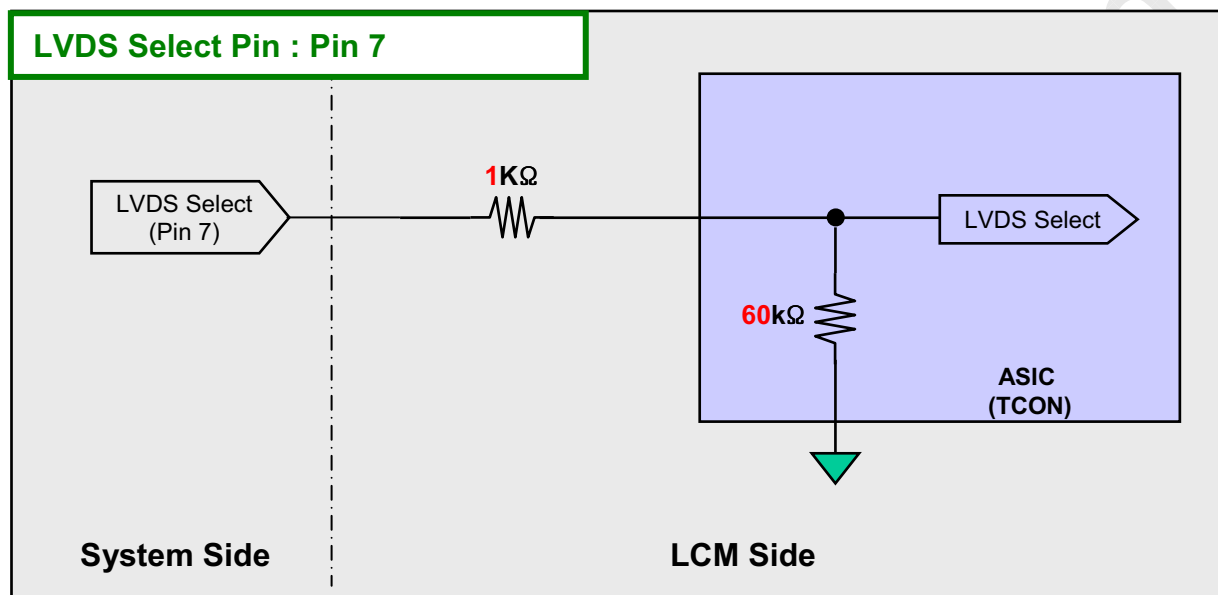 LVDS Select Pin : Pin 7
1KΩ
LVDS Select
(Pin 7)
LVDS Select
60kΩ
ASIC
(TCON)
System Side
LCM Side